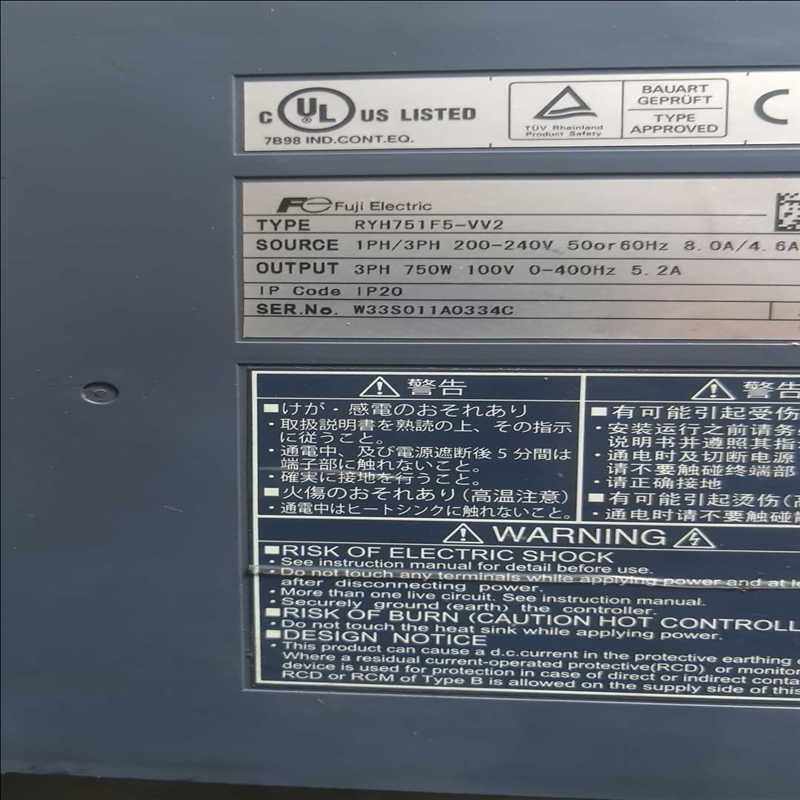 C UL US LISTED
7B98 IND.CONT.EQ.
TÜV Rheinland
Product Safety
BAUART
GEPRÜFT
TYPE
APPROVED
Fe Fuji Electric
TYPE RYH751F5-VV2
SOURCE 1PH/3PH 200-240V 50or60Hz 8.0A/4.6A
OUTPUT 3PH 750W 100V 0-400Hz 5.2A
IP Code IP20
SER.No. W33S011A0334C
警告
■けが・感電のおそれあり
・取扱説明書を熟読の上、その指示
に従うこと。
・通電中、及び電源遮断後5分間は
端子部に触れないこと。
・確実に接地を行うこと。
■火傷のおそれあり(高温注意)
・通電中はヒートシンクに触れないこと。
警告
■有可能引起受伤
・安装运行之前请务
说明书并遵照其指
・通电时及切断电源
请不要触碰终端部
・请正确接地
■有可能引起烫伤
・通电时请不要触碰
WARNING
■RISK OF ELECTRIC SHOCK
・See instruction manual for detail before use.
・Do not touch any terminals while applying power and at
after disconnecting power.
・More than one live circuit. See instruction manual.
・Securely ground (earth) the controller.
■RISK OF BURN (CAUTION HOT
・Do not touch the heat sink while applying power.
■DESIGN NOTICE
・This product can cause a d.c.current in the protective earthing
Where a residual current-operated protective(RCD) or
device is used for protection in case of direct or indirect
RCD or RCM of Type B is allowed on the supply side of this